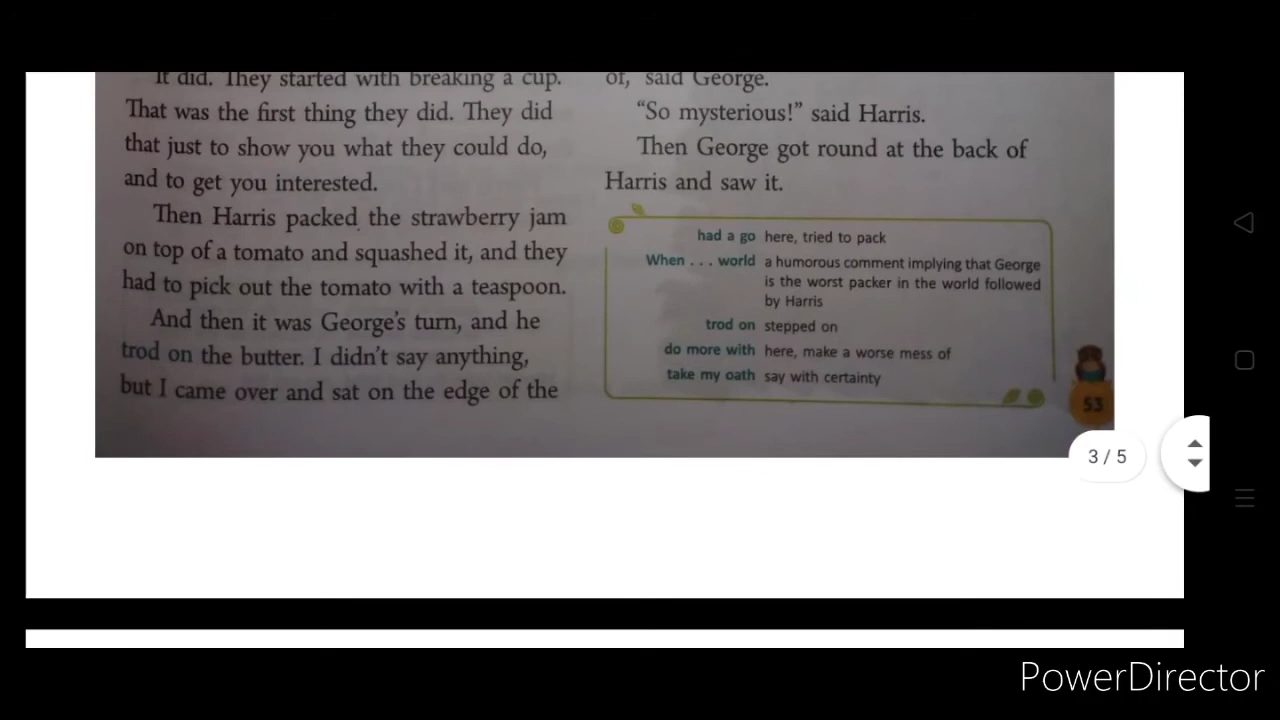 It did. They started with breaking a cup.
That was the first thing they did. They did
that just to show you what they could do,
and to get you interested.
Then Harris packed the strawberry jam
on top of a tomato and squashed it, and they
had to pick out the tomato with a teaspoon.
And then it was George's turn, and he
trod on the butter. I didn't say anything,
but I came over and sat on the edge of the
of, said George.
“So mysterious!” said Harris.
Then George got round at the back of
Harris and saw it.
had a go here, tried to pack
When . . . world a humorous comment implying that George
is the worst packer in the world followed
by Harris
trod on stepped on
do more with here, make a worse mess of
take my oath say with certainty
53
3 / 5
PowerDirector